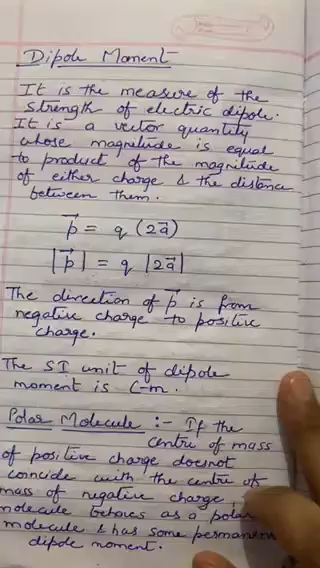 Dipole Moment
It is the measure of the
strength of electric dipole.
It is a vector quantity
whose magnitude is equal
to product of the magnitude
of either charge & the distance
between them.
p⃗ = q (2a⃗)
|p⃗| = q |2a⃗|
The direction of p⃗ is from
negative charge to positive
charge.
The SI unit of dipole
moment is C-m.
Polar Molecule :- If the
centre of mass
of positive charge doesnot
coincide with the centre of
mass of negative charge,
molecule behaves as a polar
molecule & has some permanent
dipole moment.